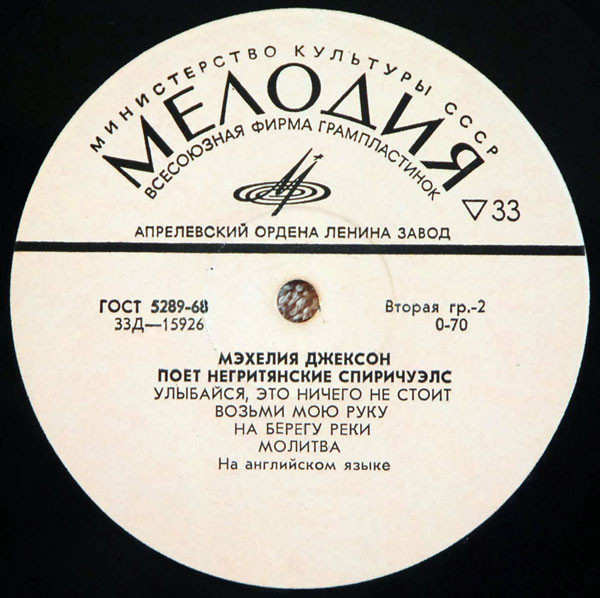 МИНИСТЕРСТВО КУЛЬТУРЫ СССР
МЕЛОДИЯ
ВСЕСОЮЗНАЯ ФИРМА ГРАМПЛАСТИНОК
▽ 33
АПРЕЛЕВСКИЙ ОРДЕНА ЛЕНИНА ЗАВОД
ГОСТ 5289-68
33Д—15926
Вторая гр.-2
0-70
МЭХЕЛИЯ ДЖЕКСОН
ПОЕТ НЕГРИТЯНСКИЕ СПИРИЧУЭЛС
УЛЫБАЙСЯ, ЭТО НИЧЕГО НЕ СТОИТ
ВОЗЬМИ МОЮ РУКУ
НА БЕРЕГУ РЕКИ
МОЛИТВА
На английском языке